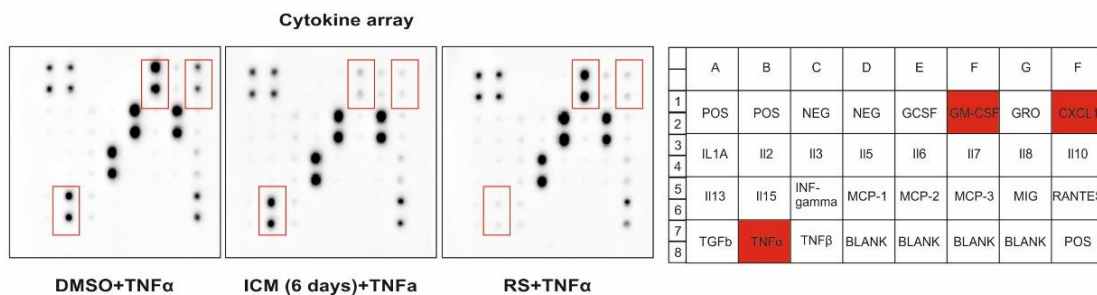 Cytokine array
A B C D E F G F
1 POS POS NEG NEG GCSF GM-CSF GRO CXCL1
2
3 IL1A Il2 Il3 Il5 Il6 Il7 Il8 Il10
4
5 Il13 Il15 INF-gamma MCP-1 MCP-2 MCP-3 MIG RANTES
6
7 TGFb TNFα TNFβ BLANK BLANK BLANK BLANK POS
8
DMSO+TNFα ICM (6 days)+TNFa RS+TNFα